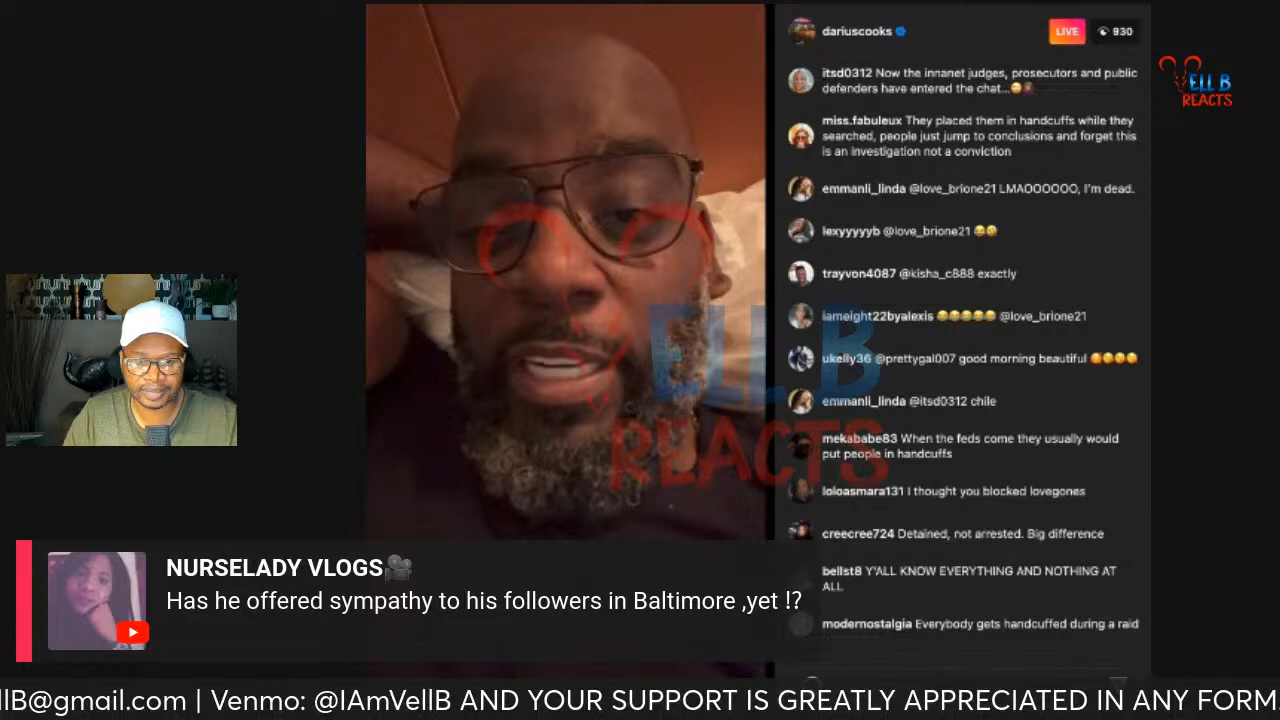 dariuscooks
LIVE
930
itsd0312 Now the innanet judges, prosecutors and public
defenders have entered the chat...😏🤦🏾‍♀️
miss.fabuleux They placed them in handcuffs while they
searched, people just jump to conclusions and forget this
is an investigation not a conviction
emmanli_linda @love_brione21 LMAOOOOOO, I'm dead.
lexyyyyyb @love_brione21 😂🤣
trayvon4087 @kisha_c888 exactly
iameight22byalexis 😂😂😂😂😂 @love_brione21
ukelly36 @prettygal007 good morning beautiful 🥰🥰🥰🥰
emmanli_linda @itsd0312 chile
mekababe83 When the feds come they usually would
put people in handcuffs
loloasmara131 I thought you blocked lovegones
creecree724 Detained, not arrested. Big difference
bellst8 Y'ALL KNOW EVERYTHING AND NOTHING AT
ALL
modernostalgia Everybody gets handcuffed during a raid
VELL B
REACTS
VELL B
REACTS
NURSELADY VLOGS🎥
Has he offered sympathy to his followers in Baltimore ,yet !?
llB@gmail.com | Venmo: @IAmVellB AND YOUR SUPPORT IS GREATLY APPRECIATED IN ANY FORM